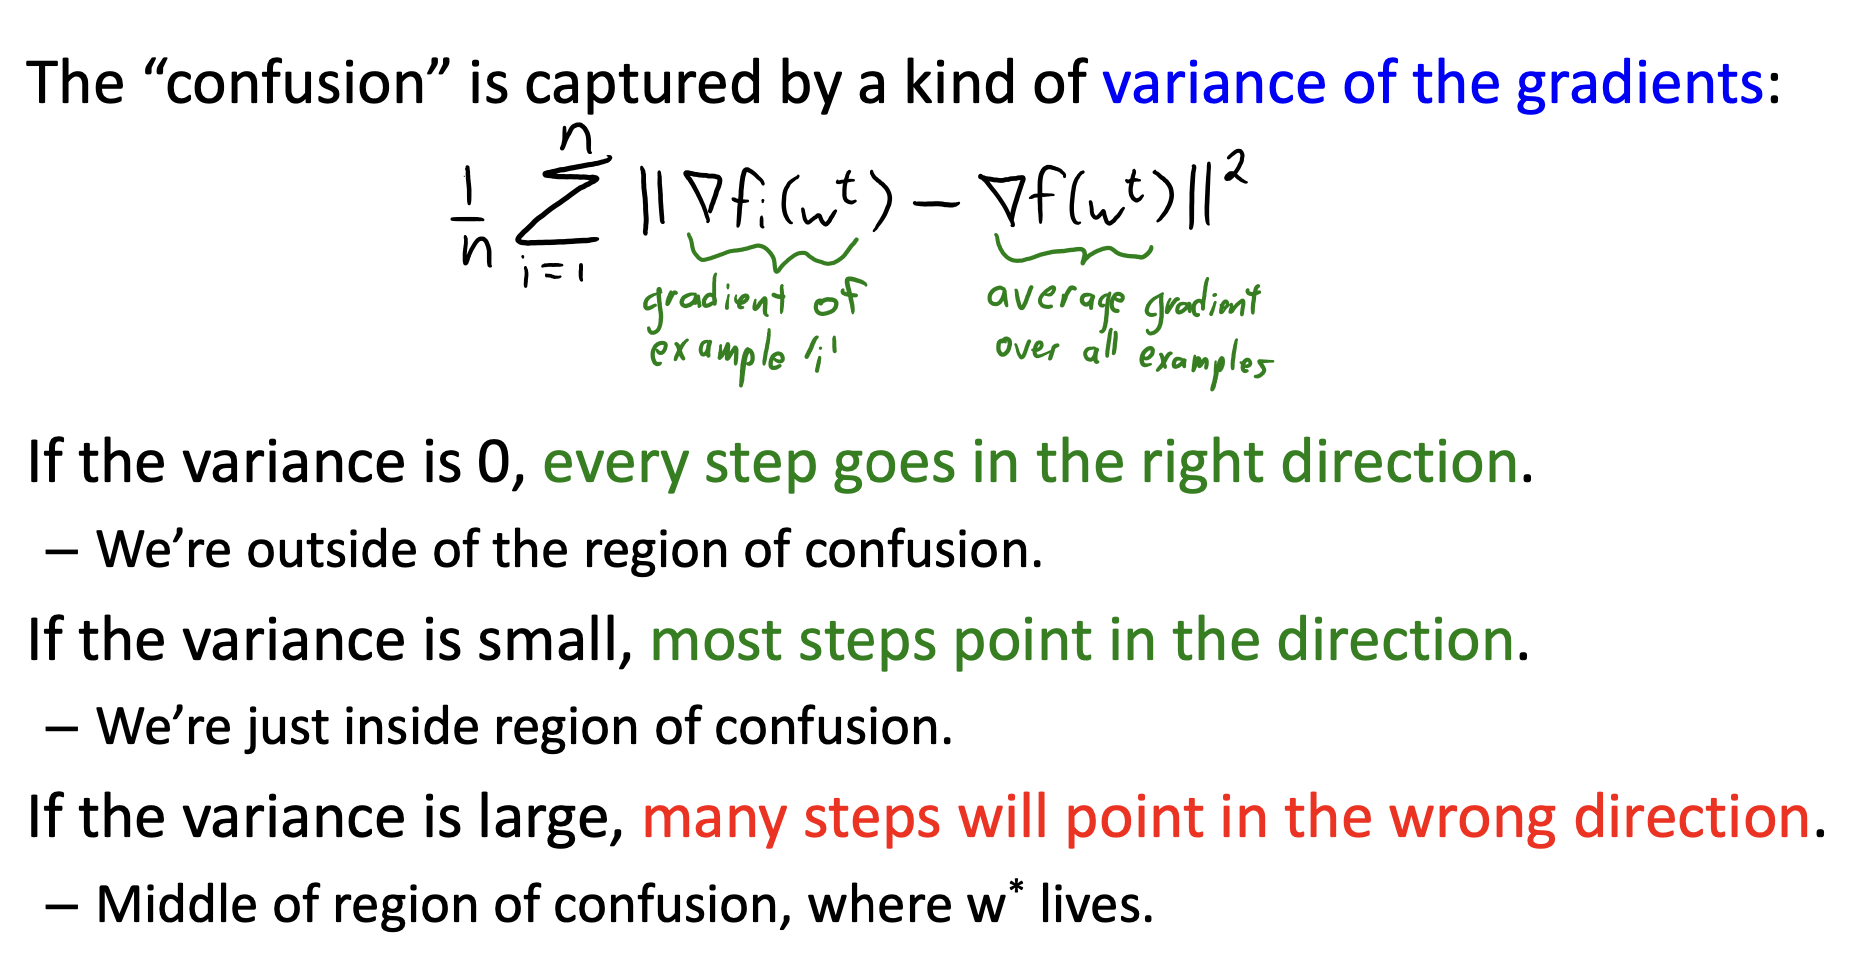 The “confusion” is captured by a kind of variance of the gradients:
1/n Σ_{i=1}^{n} ||∇f_i(w^t) − ∇f(w^t)||²
gradient of average gradient
example 'i' over all examples
If the variance is 0, every step goes in the right direction.
– We’re outside of the region of confusion.
If the variance is small, most steps point in the direction.
– We’re just inside region of confusion.
If the variance is large, many steps will point in the wrong direction.
– Middle of region of confusion, where w* lives.